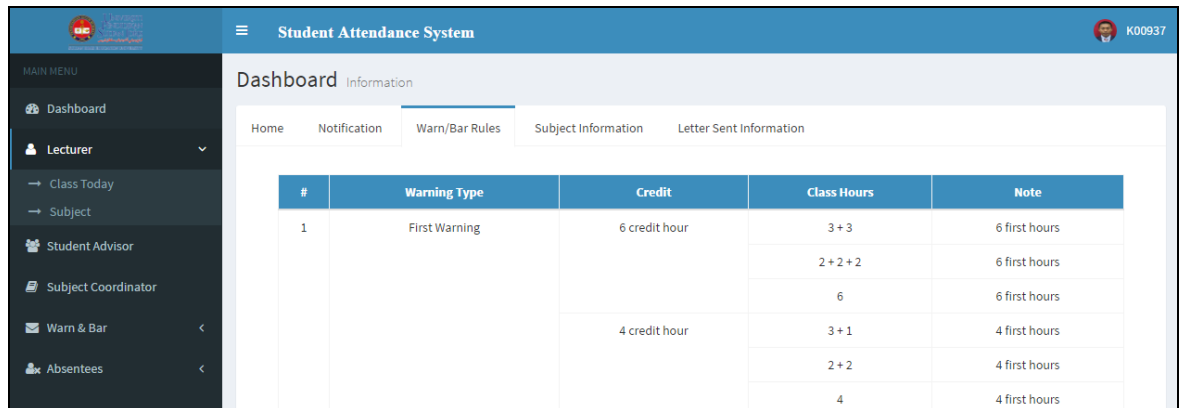 Student Attendance System
K00937
MAIN MENU
Dashboard
Lecturer
Class Today
Subject
Student Advisor
Subject Coordinator
Warn & Bar
Absentees
Dashboard Information
Home Notification Warn/Bar Rules Subject Information Letter Sent Information
# Warning Type Credit Class Hours Note
1 First Warning 6 credit hour 3 + 3 6 first hours
2 + 2 + 2 6 first hours
6 6 first hours
4 credit hour 3 + 1 4 first hours
2 + 2 4 first hours
4 4 first hours